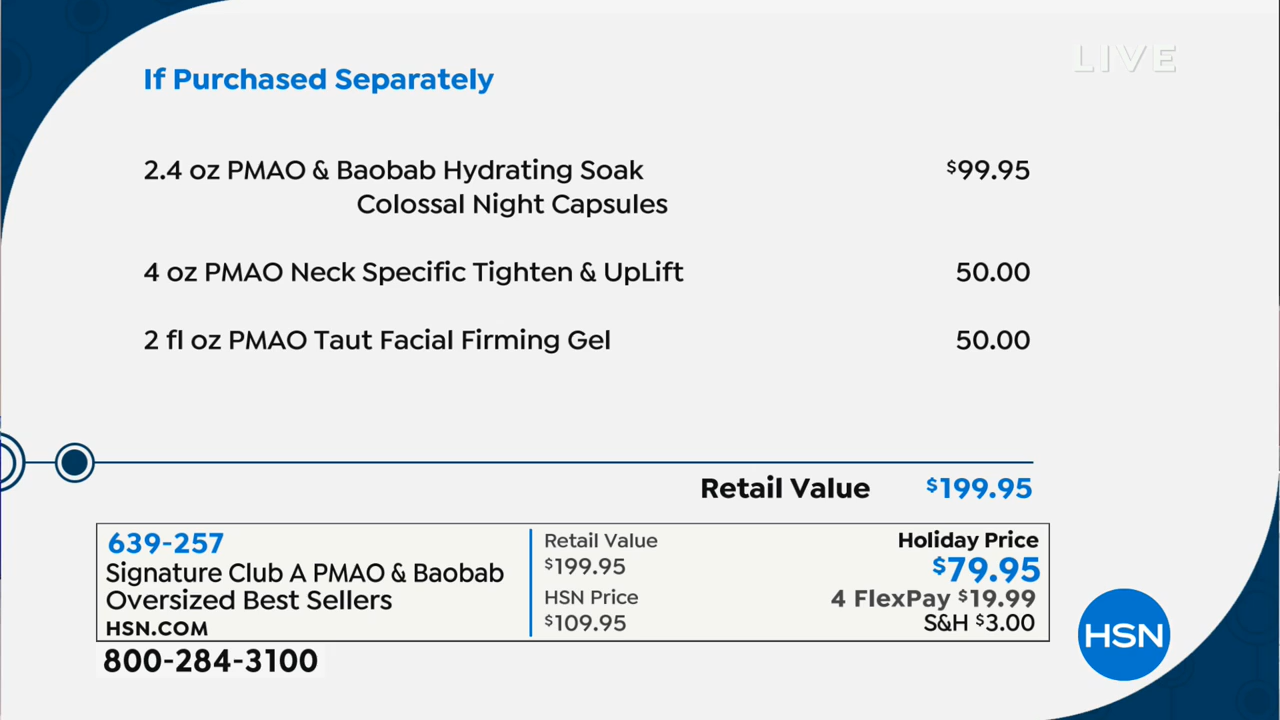 LIVE
If Purchased Separately
2.4 oz PMAO & Baobab Hydrating Soak $99.95
Colossal Night Capsules
4 oz PMAO Neck Specific Tighten & UpLift 50.00
2 fl oz PMAO Taut Facial Firming Gel 50.00
Retail Value $199.95
639-257
Signature Club A PMAO & Baobab
Oversized Best Sellers
HSN.COM
Retail Value
$199.95
HSN Price
$109.95
Holiday Price
$79.95
4 FlexPay $19.99
S&H $3.00
800-284-3100
HSN